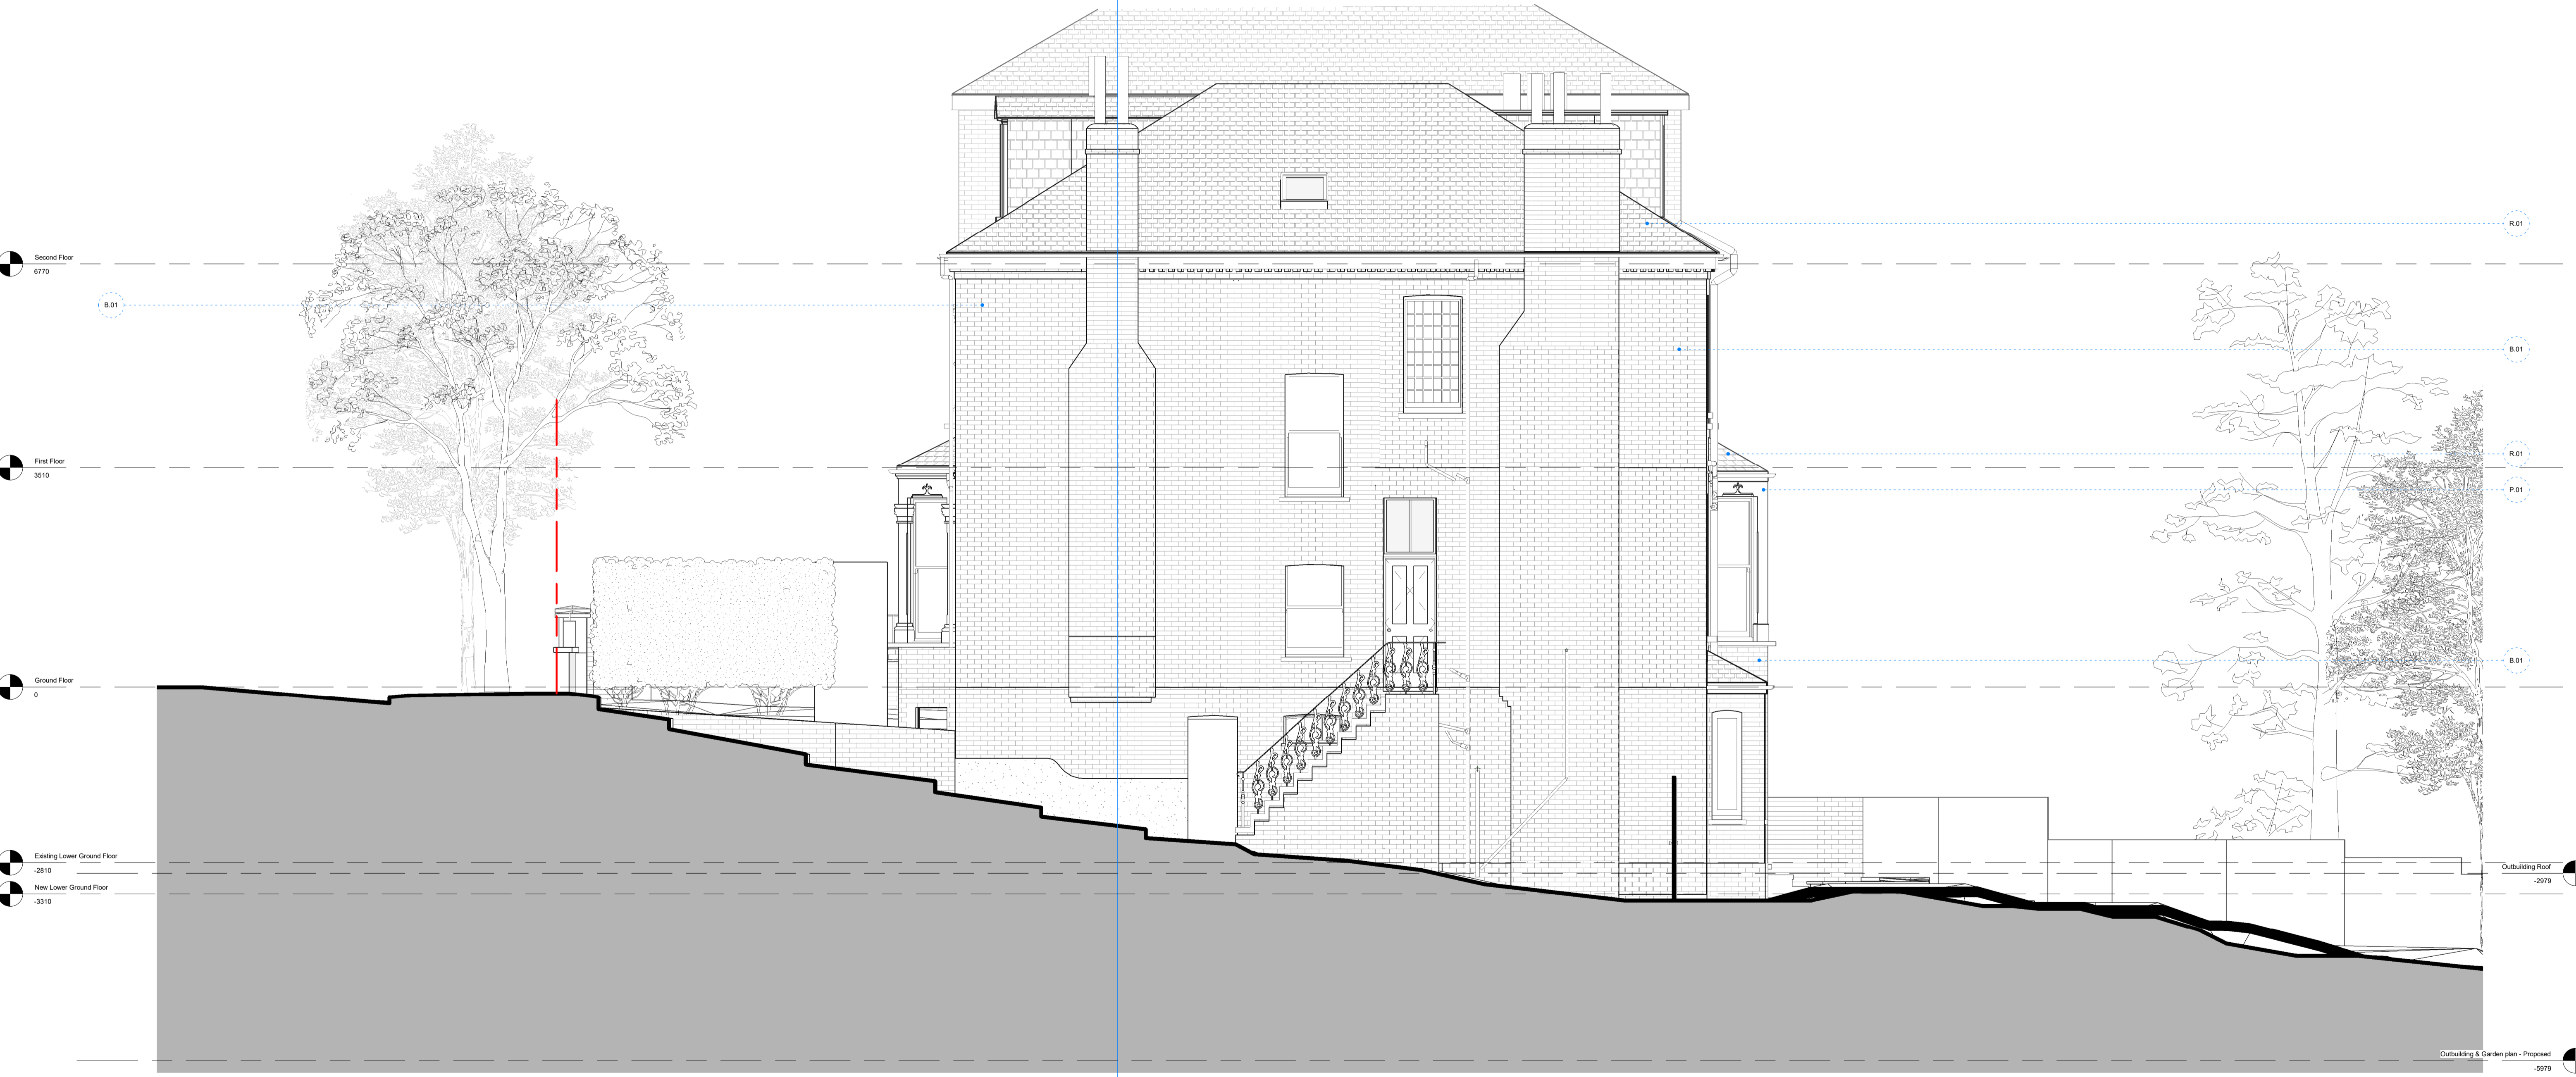 R.01
Second Floor
6770
B.01
B.01
R.01
First Floor
3510
P.01
B.01
Ground Floor
0
Existing Lower Ground Floor
-2810
Outbuilding Roof
-2979
New Lower Ground Floor
-3310
Outbuilding & Garden plan - Proposed
-5979